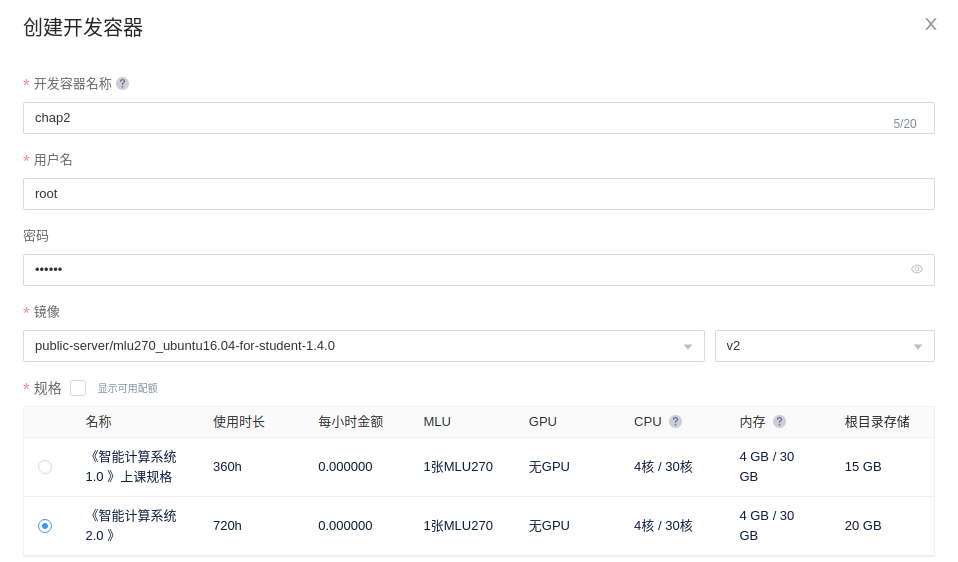 创建开发容器
* 开发容器名称 ?
chap2
5/20
* 用户名
root
密码
••••••
* 镜像
public-server/mlu270_ubuntu16.04-for-student-1.4.0 v2
* 规格 显示可用配额
名称 使用时长 每小时金额 MLU GPU CPU ? 内存 ? 根目录存储
《智能计算系统
1.0 》上课规格 360h 0.000000 1张MLU270 无GPU 4核 / 30核 4 GB / 30
GB 15 GB
《智能计算系统
2.0 》 720h 0.000000 1张MLU270 无GPU 4核 / 30核 4 GB / 30
GB 20 GB